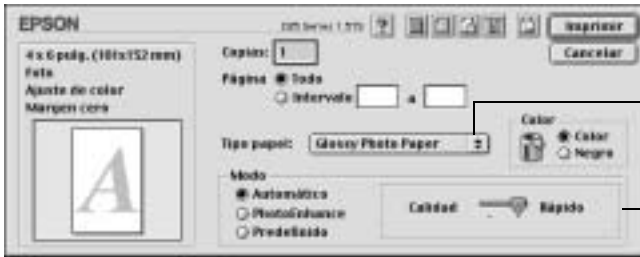 EPSON
Imprimir
4 x 6 pulg. (101x152 mm)
Foto
Ajuste de color
Margen cero
A
Copias: 1
Cancelar
Página Todo
Intervalo a
Tipo papel: Glossy Photo Paper
Color
Color
Negro
Modo
Automático
PhotoEnhance
Predefinido
Calidad Rápido